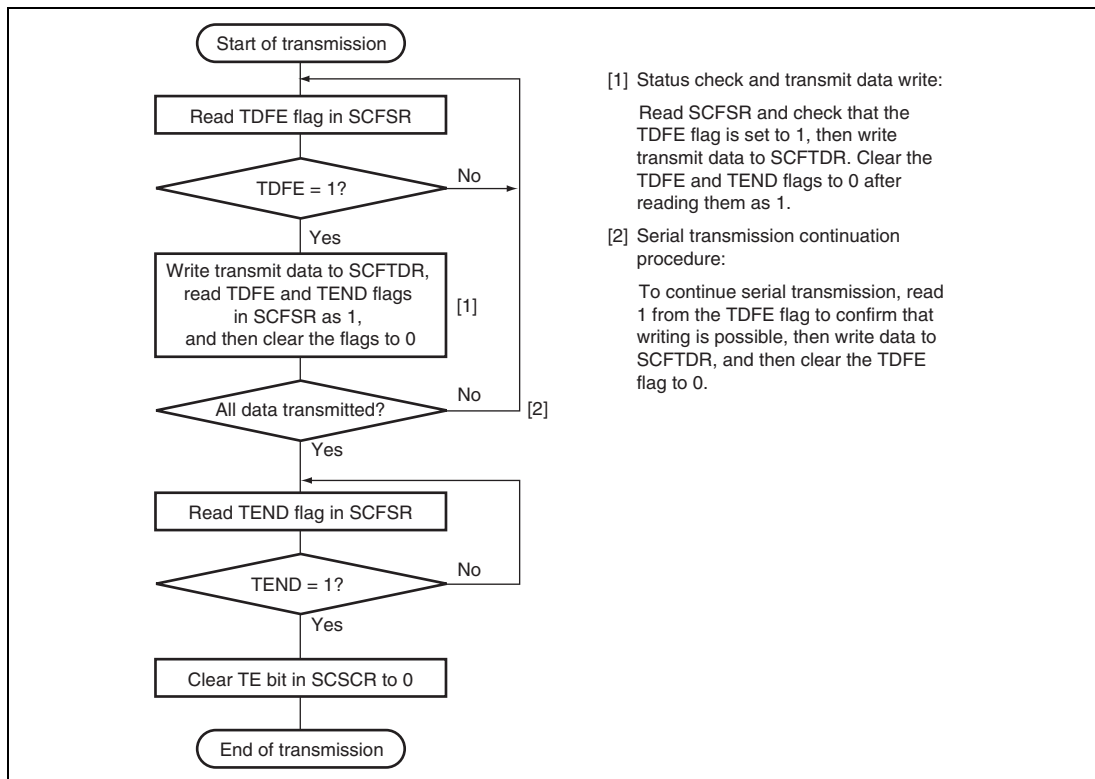 Start of transmission
Read TDFE flag in SCFSR
TDFE = 1?
No
Yes
Write transmit data to SCFTDR,
read TDFE and TEND flags
in SCFSR as 1,
and then clear the flags to 0
[1]
All data transmitted?
No
[2]
Yes
Read TEND flag in SCFSR
TEND = 1?
No
Yes
Clear TE bit in SCSCR to 0
End of transmission
[1] Status check and transmit data write:
Read SCFSR and check that the
TDFE flag is set to 1, then write
transmit data to SCFTDR. Clear the
TDFE and TEND flags to 0 after
reading them as 1.
[2] Serial transmission continuation
procedure:
To continue serial transmission, read
1 from the TDFE flag to confirm that
writing is possible, then write data to
SCFTDR, and then clear the TDFE
flag to 0.